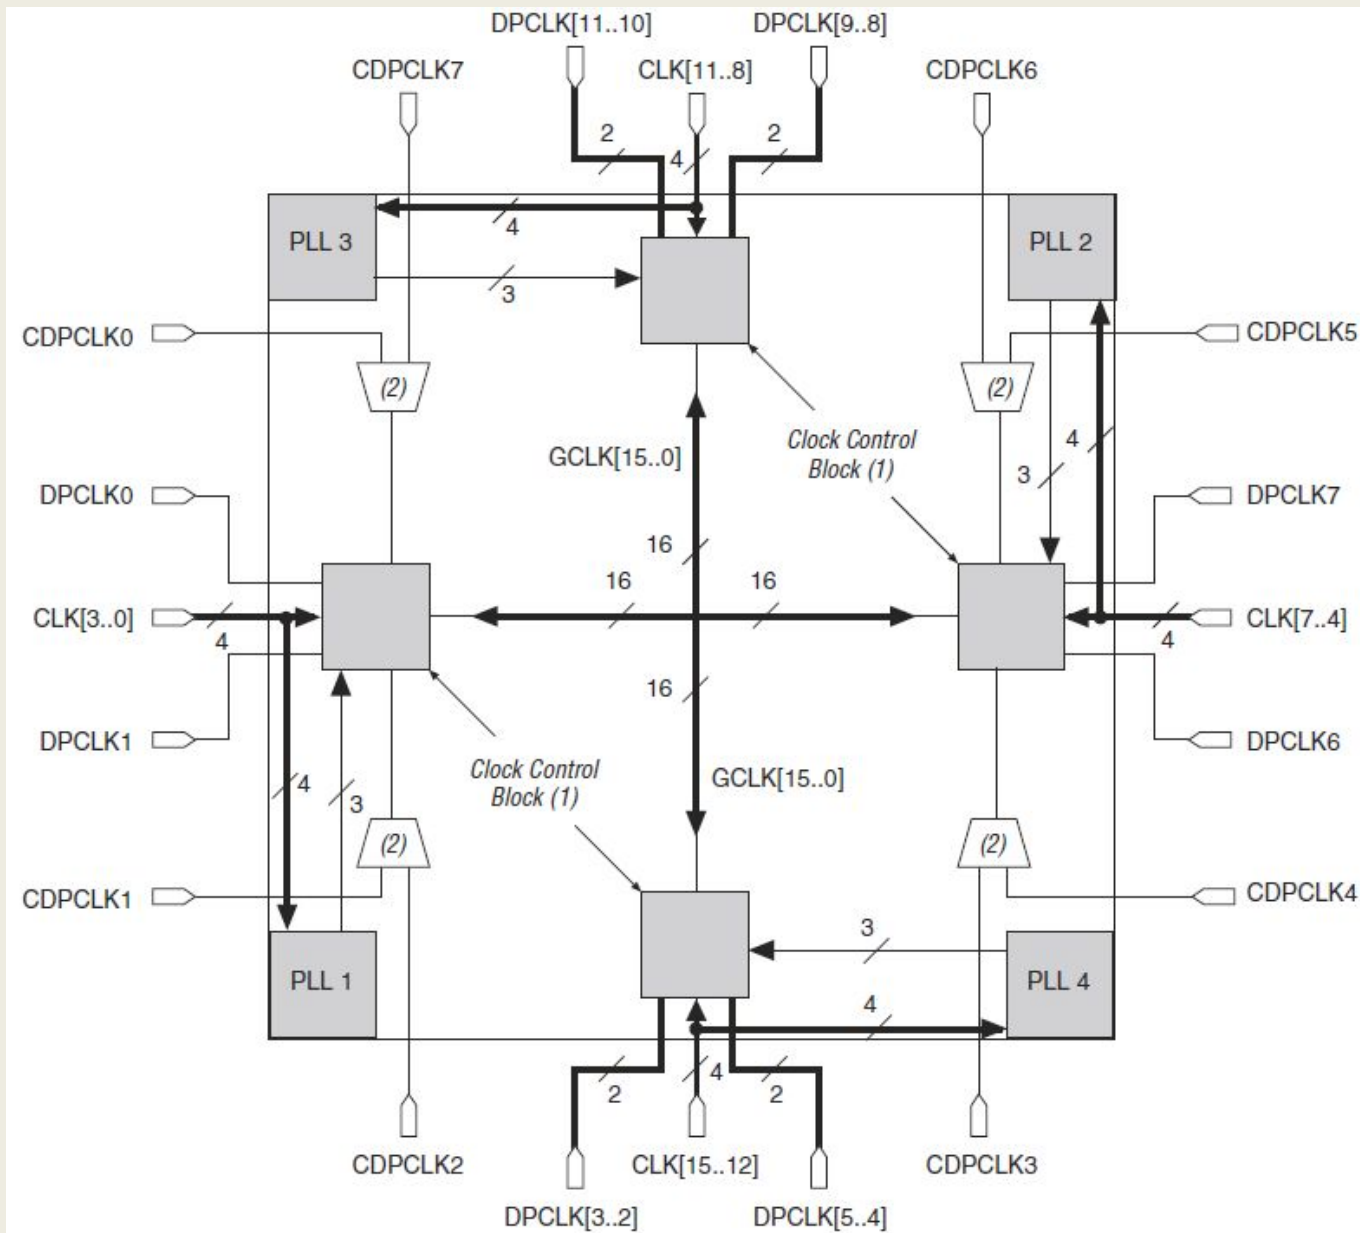 DPCLK[11..10]
DPCLK[9..8]
CDPCLK7
CLK[11..8]
CDPCLK6
2
4
2
PLL 3
4
PLL 2
3
CDPCLK0
CDPCLK5
(2)
(2)
GCLK[15..0]
Clock Control
Block (1)
4
3
DPCLK0
DPCLK7
16
16
16
CLK[3..0]
4
4
CLK[7..4]
16
DPCLK1
DPCLK6
Clock Control
Block (1)
GCLK[15..0]
4
3
(2)
(2)
CDPCLK1
CDPCLK4
3
PLL 1
PLL 4
4
2
4
2
CDPCLK2
CLK[15..12]
CDPCLK3
DPCLK[3..2]
DPCLK[5..4]